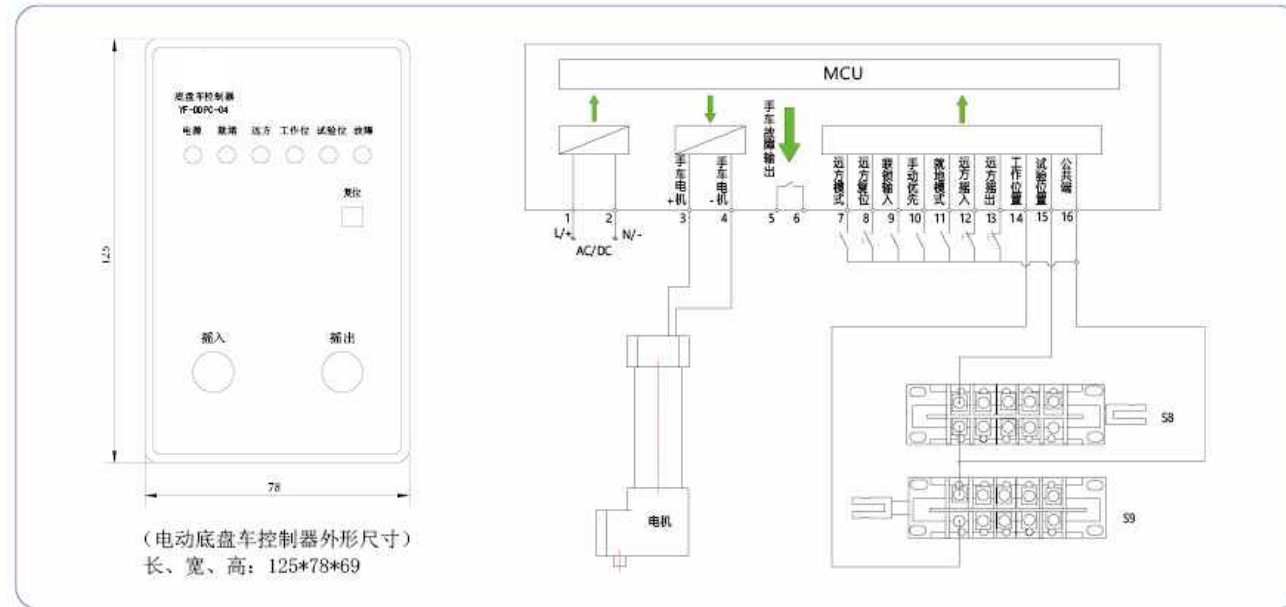 底盘车控制器
YF-DDPC-04
电源 就绪 远方 工作位 试验位 故障
复位
125
摇入 摇出
78
(电动底盘车控制器外形尺寸)
长、宽、高：125*78*69
MCU
手车故障输出
手车电机+
手车电机-
远方模式
远方复位
联锁输入
手动优先
就地模式
远方摇入
远方摇出
工作位置
试验位置
公共端
1 2 3 4 5 6 7 8 9 10 11 12 13 14 15 16
L/+ N/-
AC/DC
电机
S8
S9